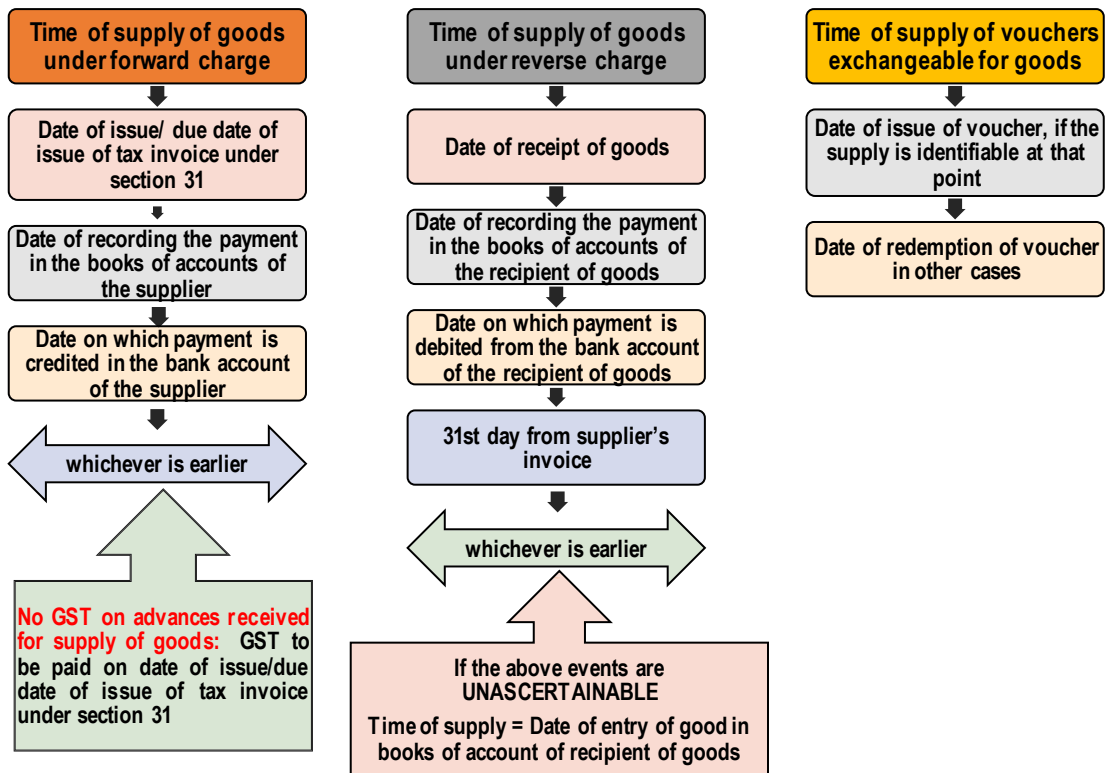 Time of supply of goods
under forward charge
Date of issue/ due date of
issue of tax invoice under
section 31
Date of recording the payment
in the books of accounts of
the supplier
Date on which payment is
credited in the bank account
of the supplier
whichever is earlier
No GST on advances received
for supply of goods: GST to
be paid on date of issue/due
date of issue of tax invoice
under section 31
Time of supply of goods
under reverse charge
Date of receipt of goods
Date of recording the payment
in the books of accounts of
the recipient of goods
Date on which payment is
debited from the bank account
of the recipient of goods
31st day from supplier's
invoice
whichever is earlier
If the above events are
UNASCERTAINABLE
Time of supply = Date of entry of good in
books of account of recipient of goods
Time of supply of vouchers
exchangeable for goods
Date of issue of voucher, if the
supply is identifiable at that
point
Date of redemption of voucher
in other cases